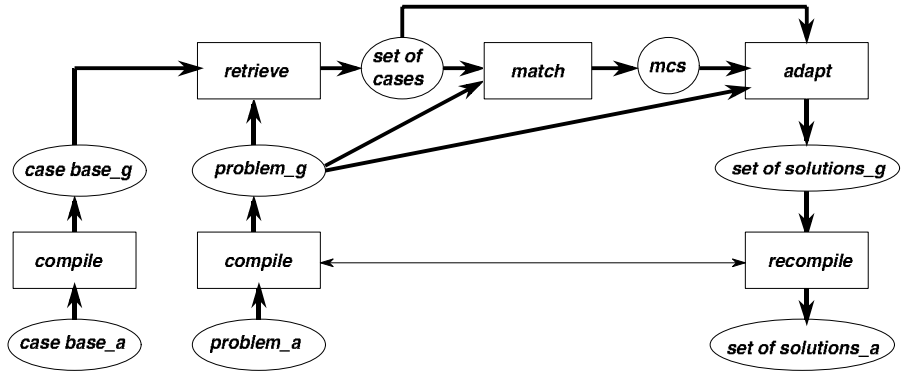 retrieve
set of
cases
match
mcs
adapt
case base_g
problem_g
set of solutions_g
compile
compile
recompile
case base_a
problem_a
set of solutions_a